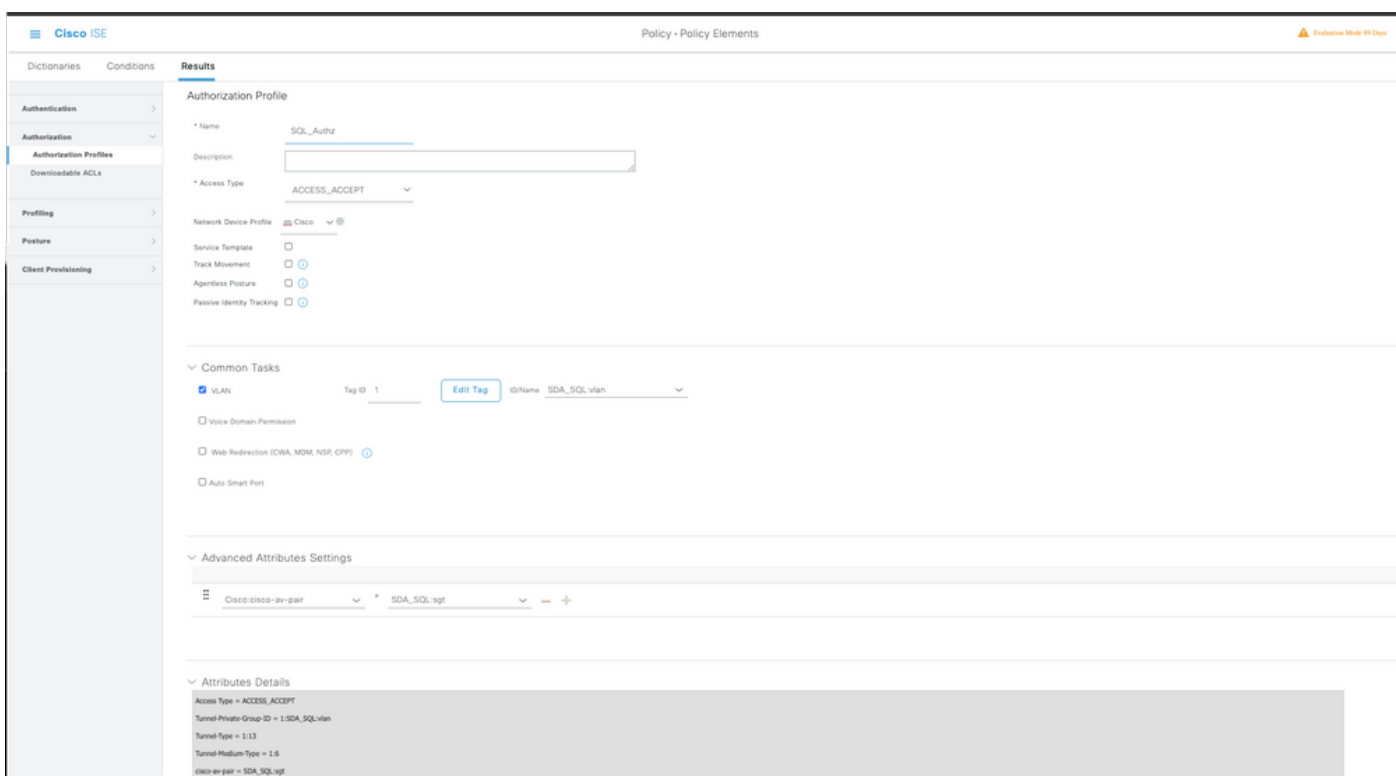 Cisco ISE
Policy · Policy Elements
Evaluation Mode 89 Days
Dictionaries Conditions Results
Authentication
Authorization
Authorization Profiles
Downloadable ACLs
Profiling
Posture
Client Provisioning
Authorization Profile
* Name SQL_Authz
Description
* Access Type ACCESS_ACCEPT
Network Device Profile Cisco
Service Template
Track Movement
Agentless Posture
Passive Identity Tracking
Common Tasks
VLAN Tag ID 1 Edit Tag ID/Name SDA_SQL:vlan
Voice Domain Permission
Web Redirection (CWA, MDM, NSP, CPP)
Auto Smart Port
Advanced Attributes Settings
Cisco:cisco-av-pair = SDA_SQL:sgt
Attributes Details
Access Type = ACCESS_ACCEPT
Tunnel-Private-Group-ID = 1:SDA_SQL:vlan
Tunnel-Type = 1:13
Tunnel-Medium-Type = 1:6
cisco-av-pair = SDA_SQL:sgt